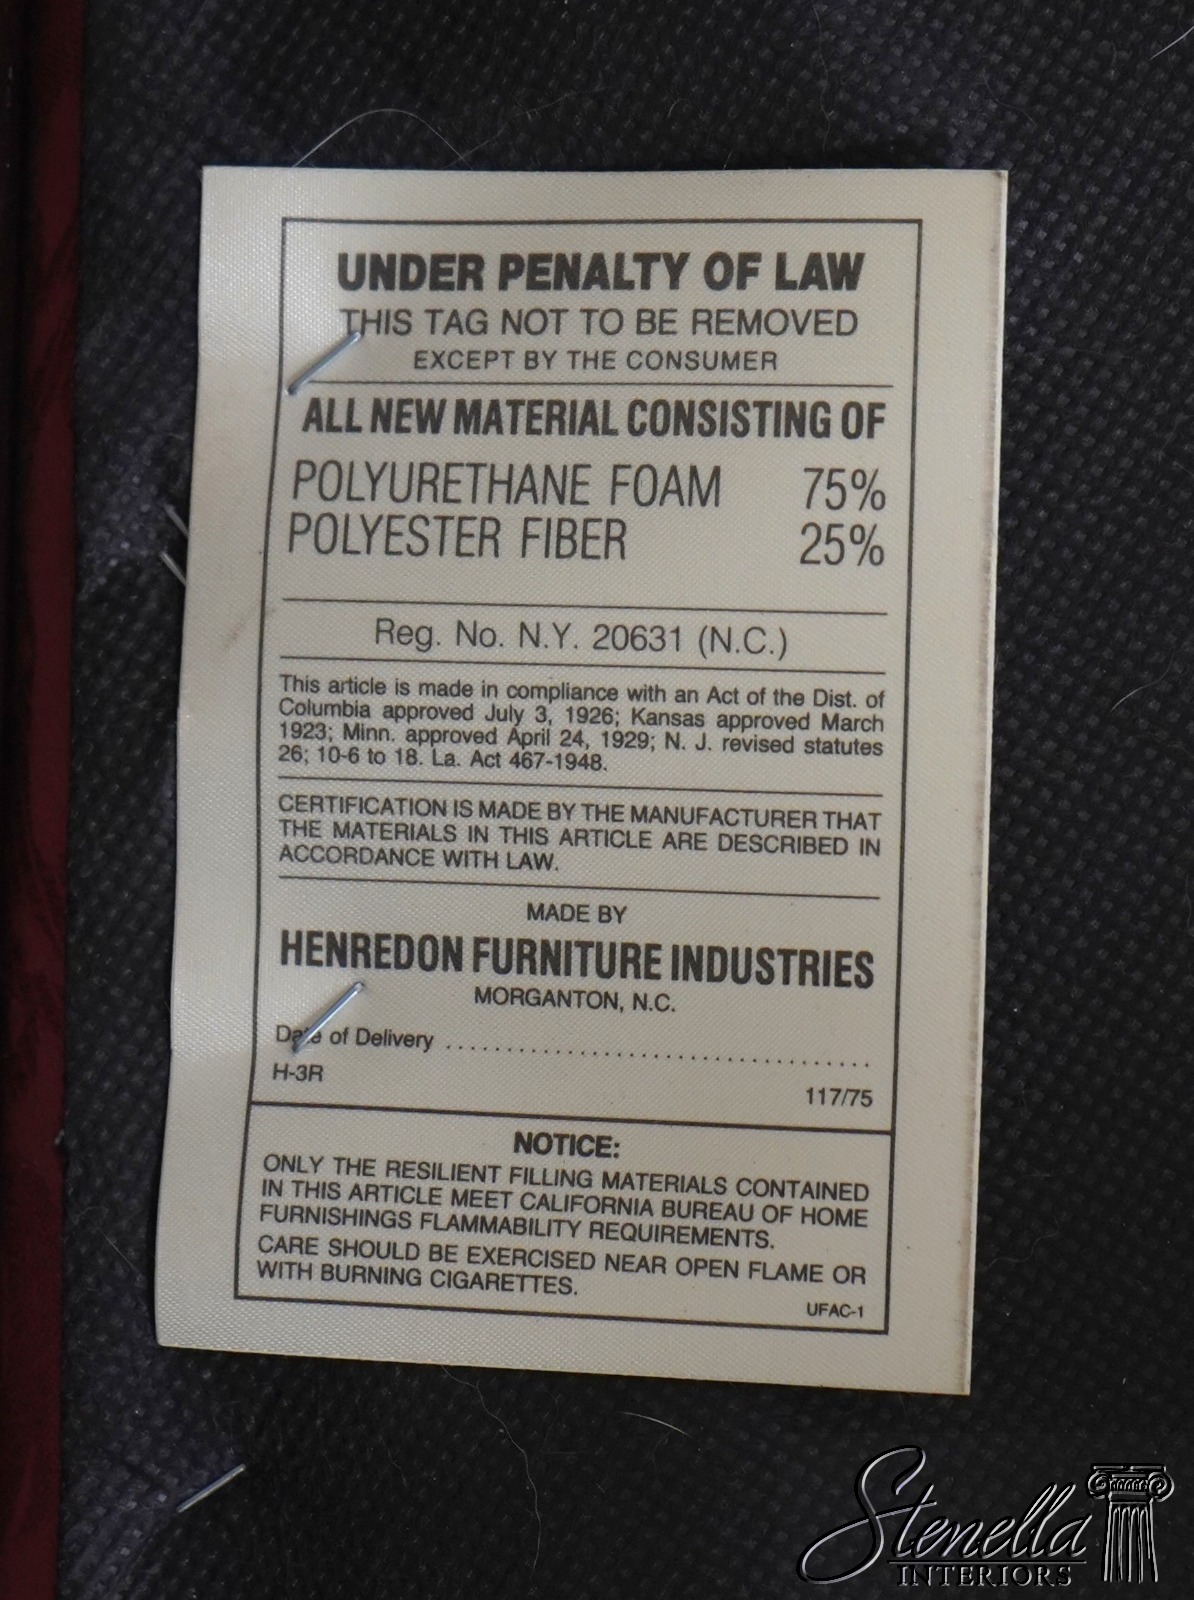 UNDER PENALTY OF LAW
THIS TAG NOT TO BE REMOVED
EXCEPT BY THE CONSUMER
ALL NEW MATERIAL CONSISTING OF
POLYURETHANE FOAM 75%
POLYESTER FIBER 25%
Reg. No. N.Y. 20631 (N.C.)
This article is made in compliance with an Act of the Dist. of
Columbia approved July 3, 1926; Kansas approved March
1923; Minn. approved April 24, 1929; N. J. revised statutes
26; 10-6 to 18. La. Act 467-1948.
CERTIFICATION IS MADE BY THE MANUFACTURER THAT
THE MATERIALS IN THIS ARTICLE ARE DESCRIBED IN
ACCORDANCE WITH LAW.
MADE BY
HENREDON FURNITURE INDUSTRIES
MORGANTON, N.C.
Date of Delivery ....................................
H-3R
117/75
NOTICE:
ONLY THE RESILIENT FILLING MATERIALS CONTAINED
IN THIS ARTICLE MEET CALIFORNIA BUREAU OF HOME
FURNISHINGS FLAMMABILITY REQUIREMENTS.
CARE SHOULD BE EXERCISED NEAR OPEN FLAME OR
WITH BURNING CIGARETTES.
UFAC-1
Stenella
INTERIORS